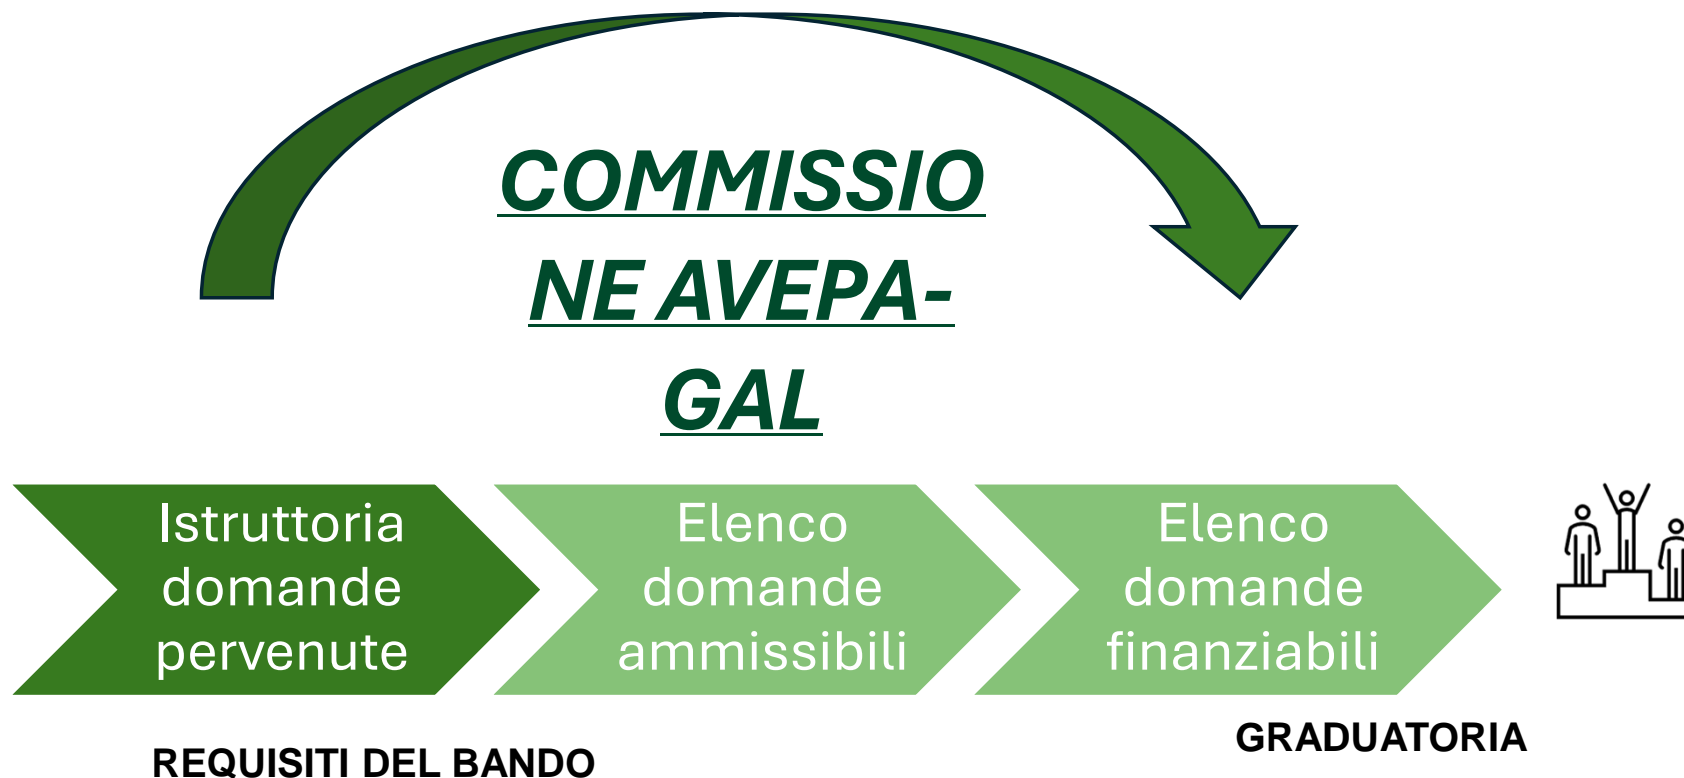 COMMISSIO
NE AVEPA-
GAL
Istruttoria
domande
pervenute
Elenco
domande
ammissibili
Elenco
domande
finanziabili
REQUISITI DEL BANDO
GRADUATORIA